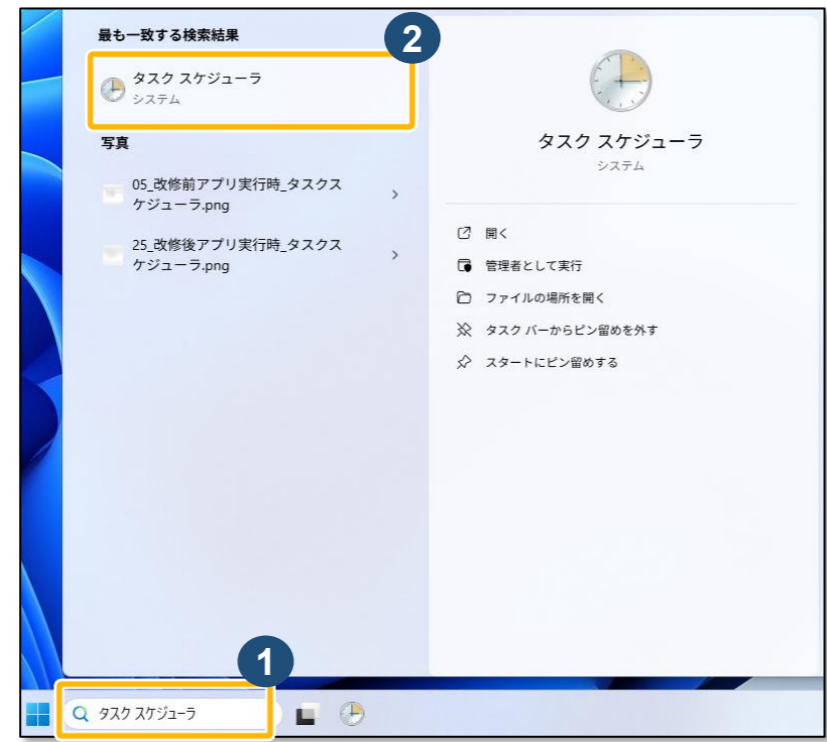 最も一致する検索結果
2
タスク スケジューラ
システム
写真
05_改修前アプリ実行時_タスクス
ケジューラ.png
25_改修後アプリ実行時_タスクス
ケジューラ.png
タスク スケジューラ
システム
開く
管理者として実行
ファイルの場所を開く
タスク バーからピン留めを外す
スタートにピン留めする
1
タスク スケジューラ